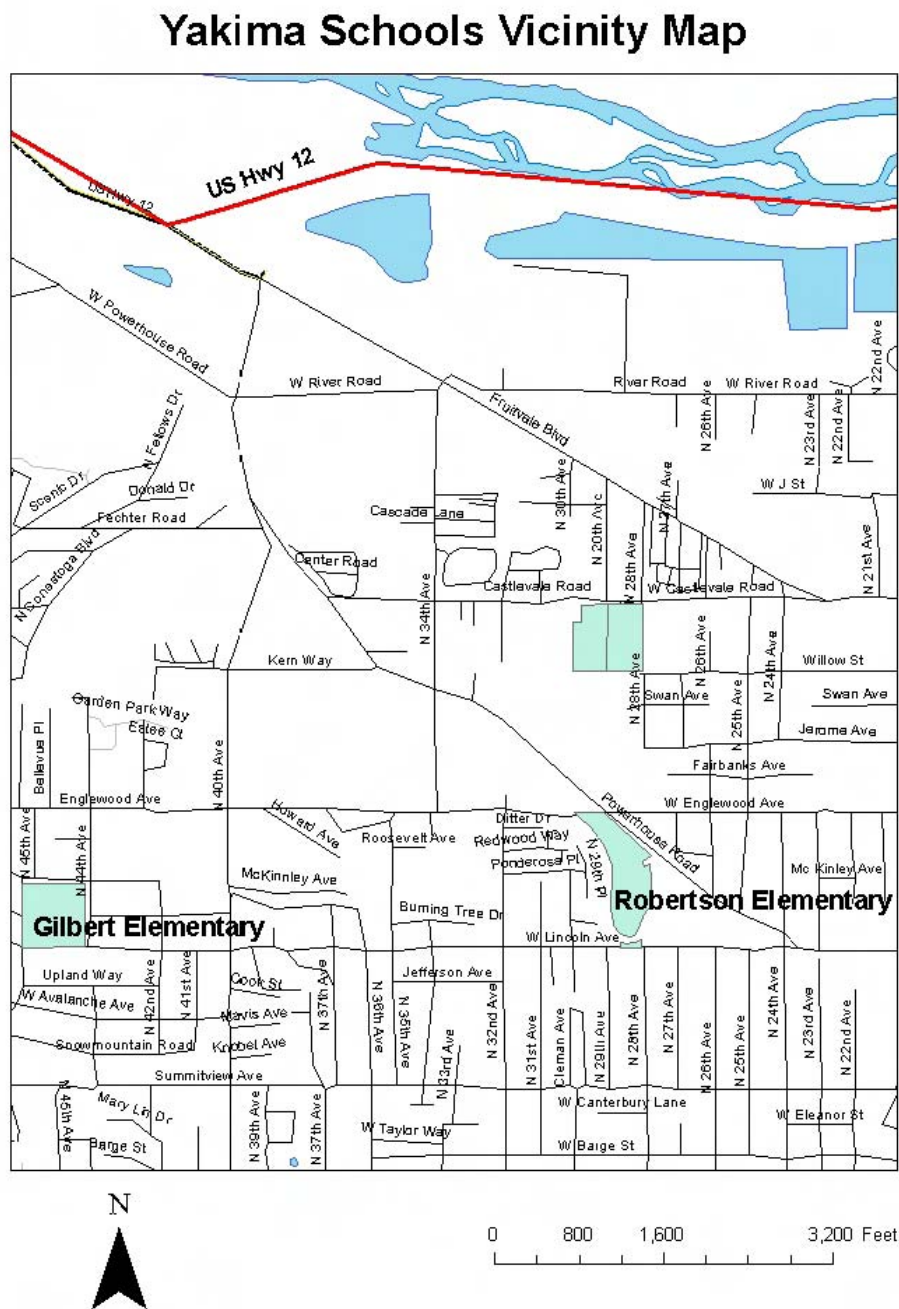 Yakima Schools Vicinity Map
US Hwy 12
US Hwy 12
W Powerhouse Road
N 22nd Ave
W River Road
River Road
W River Road
Fruitvale Blvd
N Fellows Dr
N 26th Ave
N 23rd Ave
N 22nd Ave
Scenic Dr
Donald Dr
N 30th Ave
N 27th Ave
W J St
Fechter Road
Cascade Lane
N 20th Ave
N Conestoga Blvd
Center Road
N 34th Ave
Castlevale Road
N 28th Ave
W Castlevale Road
N 21st Ave
Kern Way
N 28th Ave
N 26th Ave
N 24th Ave
Willow St
Garden Park Way
Swan Ave
Swan Ave
Estee Ct
N 25th Ave
Jerome Ave
Bellevue Pl
N 40th Ave
Fairbanks Ave
Englewood Ave
W Englewood Ave
N 45th Ave
N 44th Ave
Howard Ave
Roosevelt Ave
Ditter Dr
Redwood Way
Ponderosa Pl
N 29th Pl
Powerhouse Road
McKinnley Ave
Mc Kinley Ave
Gilbert Elementary
Burning Tree Dr
Robertson Elementary
W Lincoln Ave
Upland Way
N 42nd Ave
N 41st Ave
Cook St
N 37th Ave
Jefferson Ave
W Avalanche Ave
Mavis Ave
N 36th Ave
N 35th Ave
N 33rd Ave
N 32nd Ave
N 31st Ave
Cleman Ave
N 29th Ave
N 28th Ave
N 27th Ave
N 26th Ave
N 25th Ave
N 24th Ave
N 23rd Ave
N 22nd Ave
Snowmountain Road
Knobel Ave
Summitview Ave
N 45th Ave
Mary Lin Dr
Barge St
N 39th Ave
N 37th Ave
W Taylor Way
W Canterbury Lane
W Eleanor St
W Barge St
N
0 800 1,600 3,200 Feet